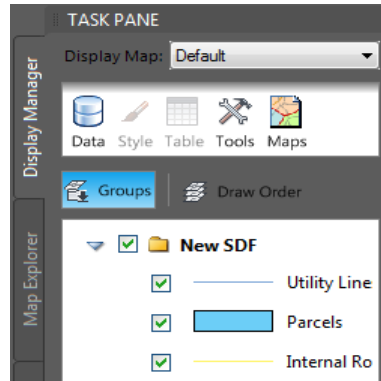 TASK PANE
Display Map: Default
Display Manager
Data Style Table Tools Maps
Groups Draw Order
Map Explorer
New SDF
Utility Line
Parcels
Internal Ro